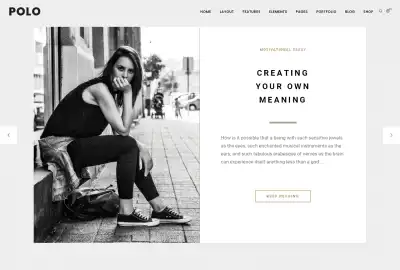 POLO
HOME LAYOUT FEATURES ELEMENTS PAGES PORTFOLIO BLOG SHOP
MOTIVATIONAL DAILY
CREATING
YOUR OWN
MEANING
How is it possible that a being with such sensitive jewels
as the eyes, such enchanted musical instruments as the
ears, and such fabulous arabesque of nerves as the brain
can experience itself anything less than a god...
KEEP READING